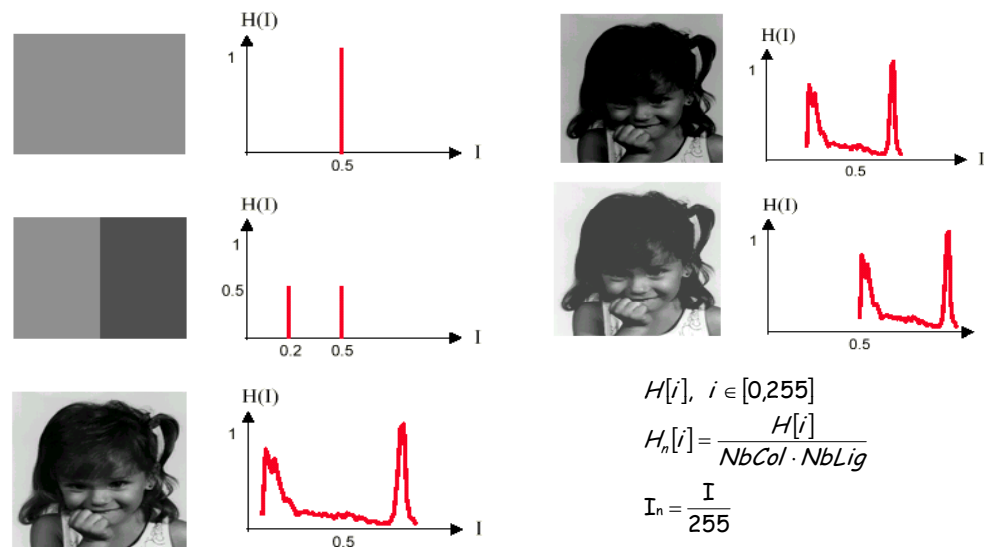 H(I)
1
I
0.5
H(I)
1
0.5
I
0.2 0.5
H(I)
1
I
0.5
H(I)
1
I
0.5
H(I)
1
I
0.5
H[i], i ∈ [0,255]
Hₙ[i] = H[i] / NbCol · NbLig
Iₙ = I / 255